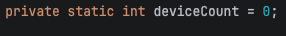 private static int deviceCount = 0;